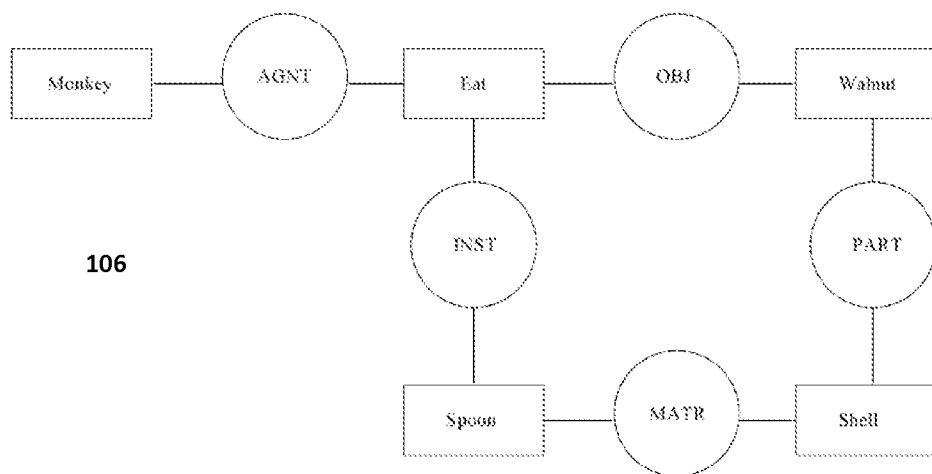 Monkey
AGNT
Eat
OBJ
Walnut
INST
PART
106
Spoon
MATR
Shell